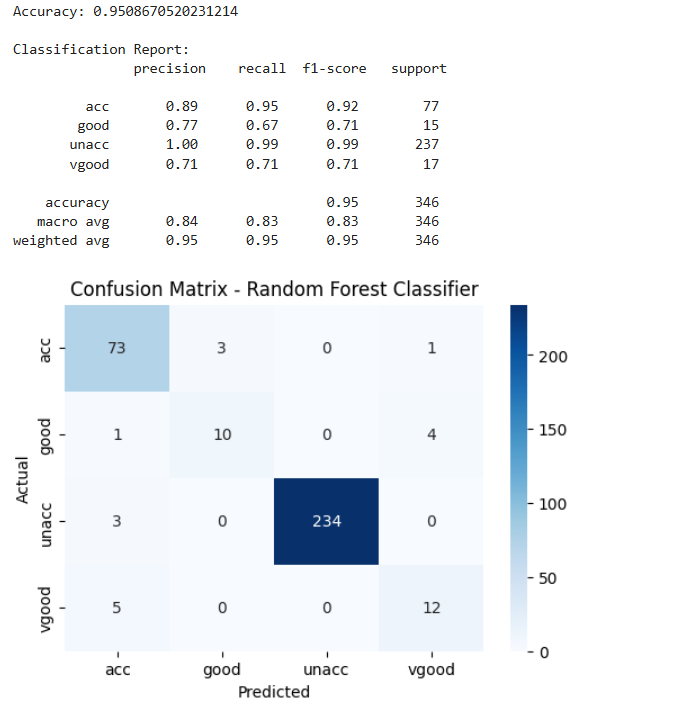 Accuracy: 0.9508670520231214
Classification Report:
precision recall f1-score support
acc 0.89 0.95 0.92 77
good 0.77 0.67 0.71 15
unacc 1.00 0.99 0.99 237
vgood 0.71 0.71 0.71 17
accuracy 0.95 346
macro avg 0.84 0.83 0.83 346
weighted avg 0.95 0.95 0.95 346
Confusion Matrix - Random Forest Classifier
acc 73 3 0 1
good 1 10 0 4
unacc 3 0 234 0
vgood 5 0 0 12
acc good unacc vgood
Predicted
Actual
200
150
100
50
0